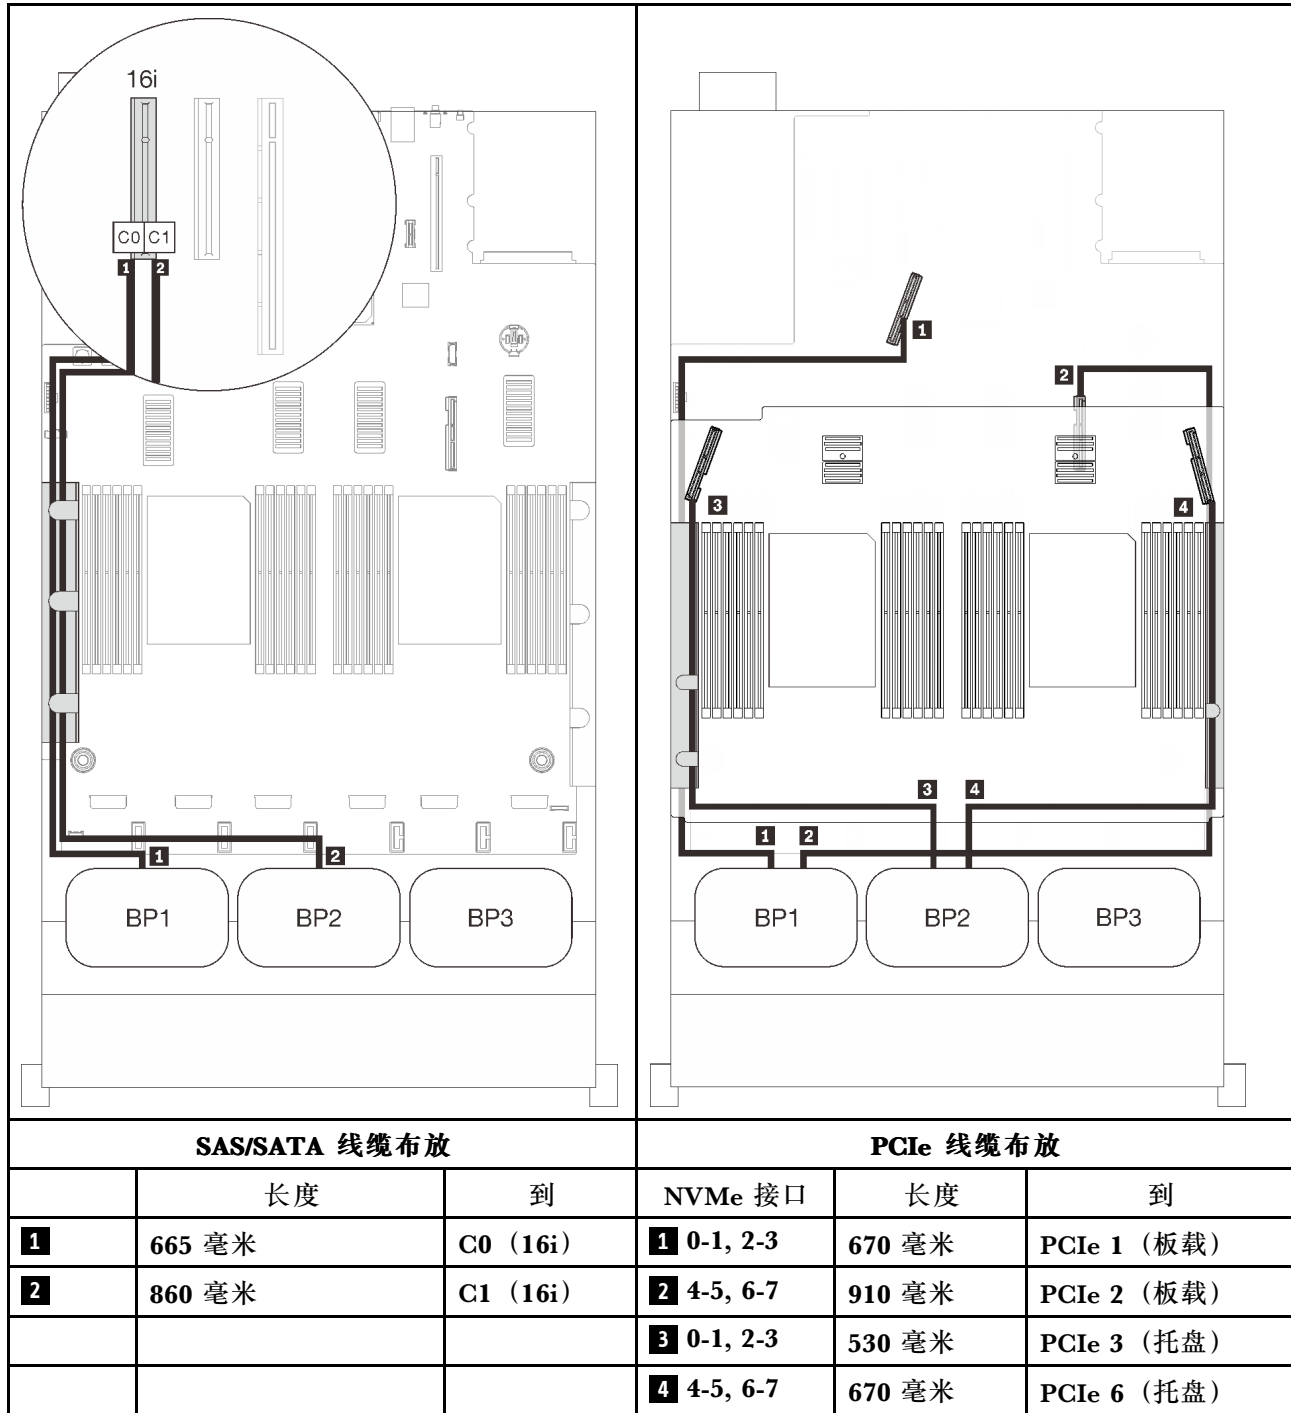 16i
C0 C1
1 2
1 2
BP1 BP2 BP3
1
2
3 4
3 4
1 2
BP1 BP2 BP3
SAS/SATA 线缆布放 PCIe 线缆布放
长度 到 NVMe 接口 长度 到
1 665 毫米 C0（16i） 1 0-1, 2-3 670 毫米 PCIe 1（板载）
2 860 毫米 C1（16i） 2 4-5, 6-7 910 毫米 PCIe 2（板载）
3 0-1, 2-3 530 毫米 PCIe 3（托盘）
4 4-5, 6-7 670 毫米 PCIe 6（托盘）